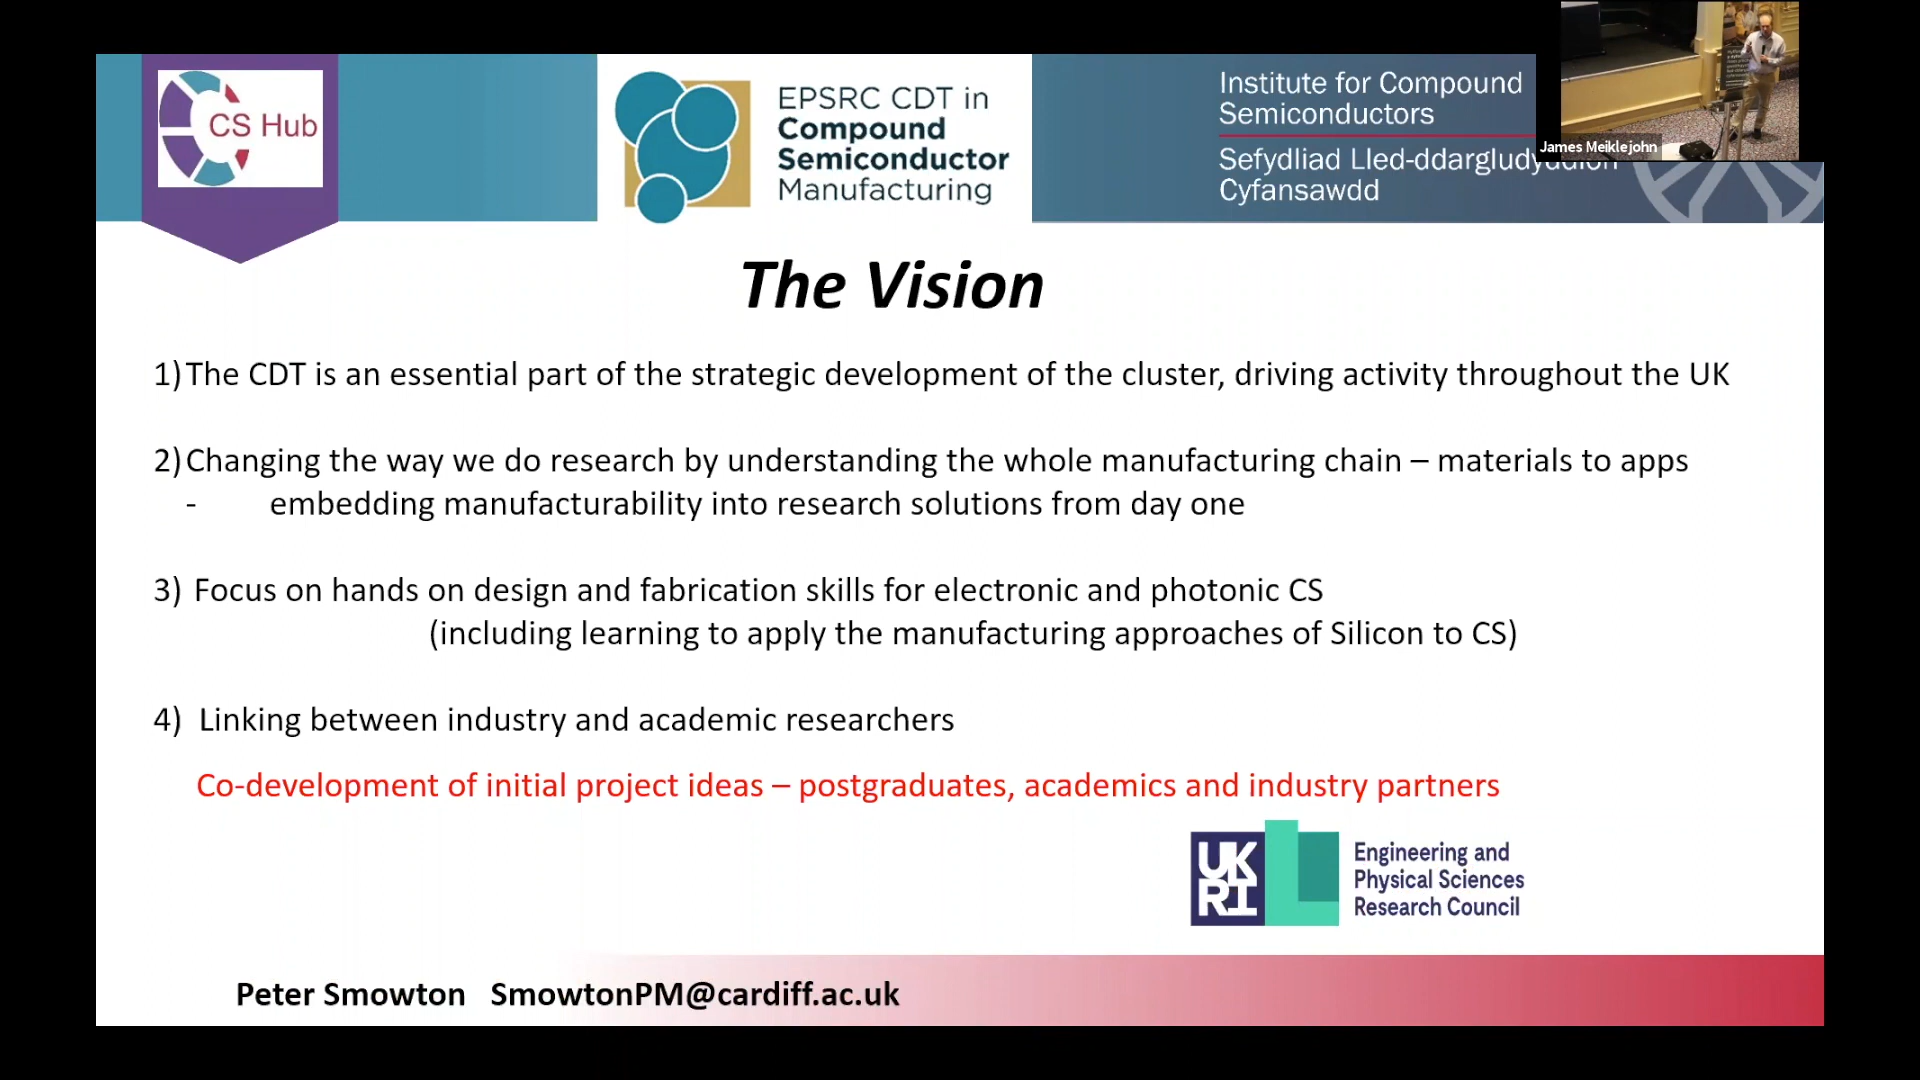 CS Hub
EPSRC CDT in
Compound
Semiconductor
Manufacturing
Institute for Compound
Semiconductors
Sefydliad
Cyfansawdd
James Meiklejohn
The Vision
1) The CDT is an essential part of the strategic development of the cluster, driving activity throughout the UK
2) Changing the way we do research by understanding the whole manufacturing chain – materials to apps
- embedding manufacturability into research solutions from day one
3) Focus on hands on design and fabrication skills for electronic and photonic CS
(including learning to apply the manufacturing approaches of Silicon to CS)
4) Linking between industry and academic researchers
Co-development of initial project ideas – postgraduates, academics and industry partners
UK
RI
Engineering and
Physical Sciences
Research Council
Peter Smowton SmowtonPM@cardiff.ac.uk